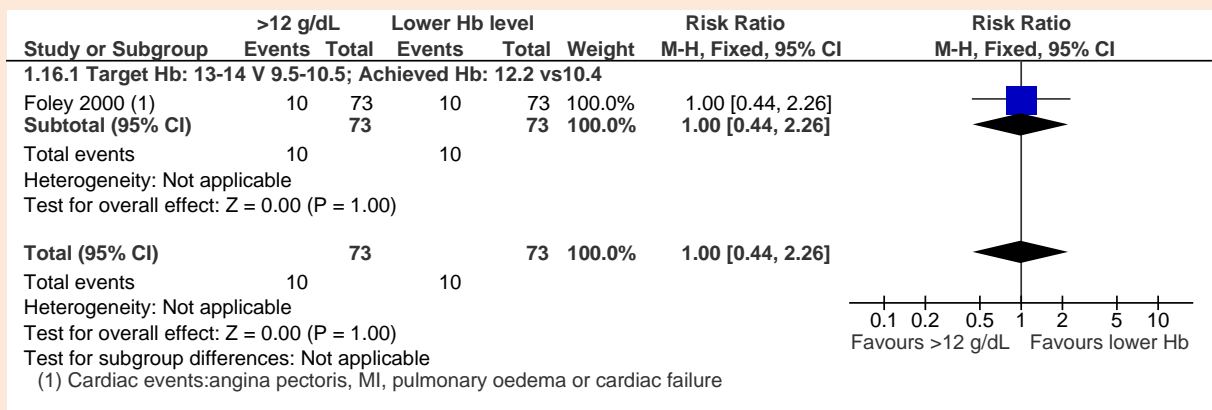 >12 g/dL Lower Hb level Risk Ratio Risk Ratio
Study or Subgroup Events Total Events Total Weight M-H, Fixed, 95% CI M-H, Fixed, 95% CI
1.16.1 Target Hb: 13-14 V 9.5-10.5; Achieved Hb: 12.2 vs10.4
Foley 2000 (1) 10 73 10 73 100.0% 1.00 [0.44, 2.26]
Subtotal (95% CI) 73 73 100.0% 1.00 [0.44, 2.26]
Total events 10 10
Heterogeneity: Not applicable
Test for overall effect: Z = 0.00 (P = 1.00)
Total (95% CI) 73 73 100.0% 1.00 [0.44, 2.26]
Total events 10 10
Heterogeneity: Not applicable
Test for overall effect: Z = 0.00 (P = 1.00)
Test for subgroup differences: Not applicable
0.1 0.2 0.5 1 2 5 10
Favours >12 g/dL Favours lower Hb
(1) Cardiac events:angina pectoris, MI, pulmonary oedema or cardiac failure